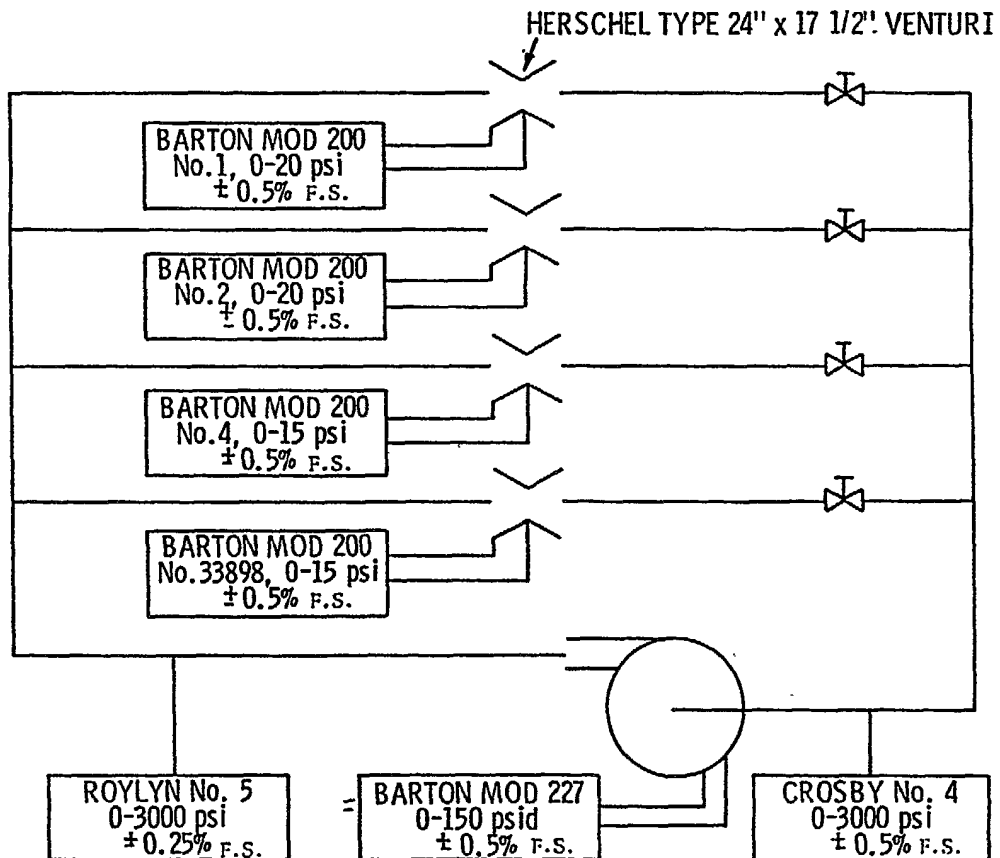 HERSCHEL TYPE 24" x 17 1/2". VENTURI
BARTON MOD 200
No.1, 0-20 psi
± 0.5% F.S.
BARTON MOD 200
No.2, 0-20 psi
± 0.5% F.S.
BARTON MOD 200
No.4, 0-15 psi
± 0.5% F.S.
BARTON MOD 200
No.33898, 0-15 psi
± 0.5% F.S.
ROYLYN No. 5
0-3000 psi
± 0.25% F.S.
BARTON MOD 227
0-150 psid
± 0.5% F.S.
CROSBY No. 4
0-3000 psi
± 0.5% F.S.